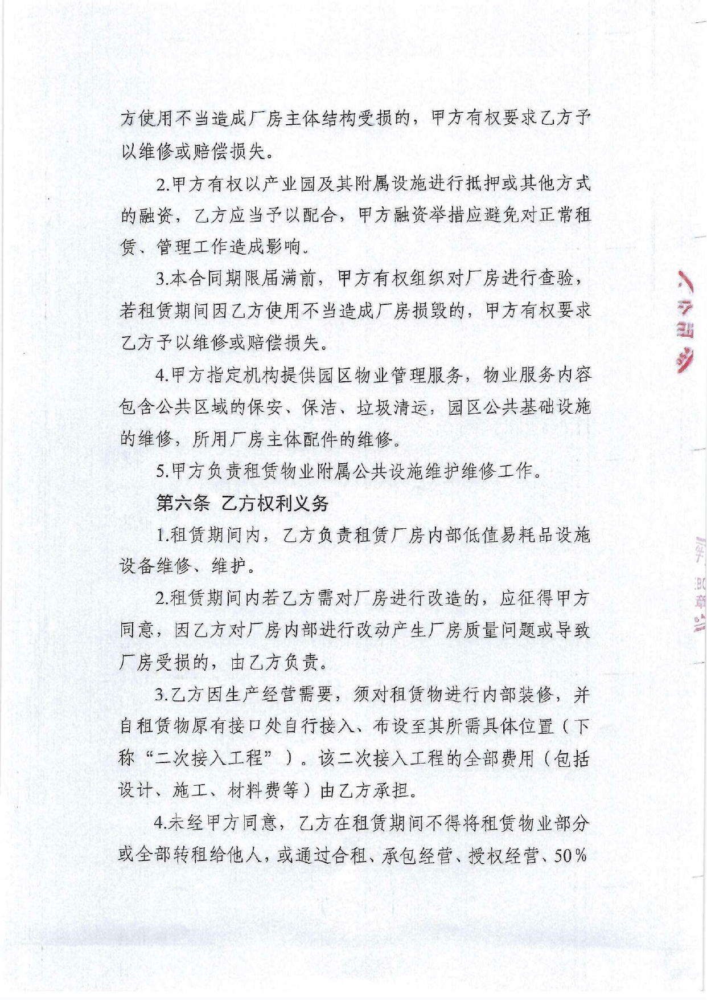 方使用不当造成厂房主体结构受损的，甲方有权要求乙方予
以维修或赔偿损失。
2.甲方有权以产业园及其附属设施进行抵押或其他方式
的融资，乙方应当予以配合，甲方融资举措应避免对正常租
赁、管理工作造成影响。
3.本合同期限届满前，甲方有权组织对厂房进行查验，
若租赁期间因乙方使用不当造成厂房损毁的，甲方有权要求
乙方予以维修或赔偿损失。
4.甲方指定机构提供园区物业管理服务，物业服务内容
包含公共区域的保安、保洁、垃圾清运，园区公共基础设施
的维修，所用厂房主体配件的维修。
5.甲方负责租赁物业附属公共设施维护维修工作。
第六条 乙方权利义务
1.租赁期间内，乙方负责租赁厂房内部低值易耗品设施
设备维修、维护。
2.租赁期间内若乙方需对厂房进行改造的，应征得甲方
同意，因乙方对厂房内部进行改动产生厂房质量问题或导致
厂房受损的，由乙方负责。
3.乙方因生产经营需要，须对租赁物进行内部装修，并
自租赁物原有接口处自行接入、布设至其所需具体位置（下
称“二次接入工程”）。该二次接入工程的全部费用（包括
设计、施工、材料费等）由乙方承担。
4.未经甲方同意，乙方在租赁期间不得将租赁物业部分
或全部转租给他人，或通过合租、承包经营、授权经营、50%
章